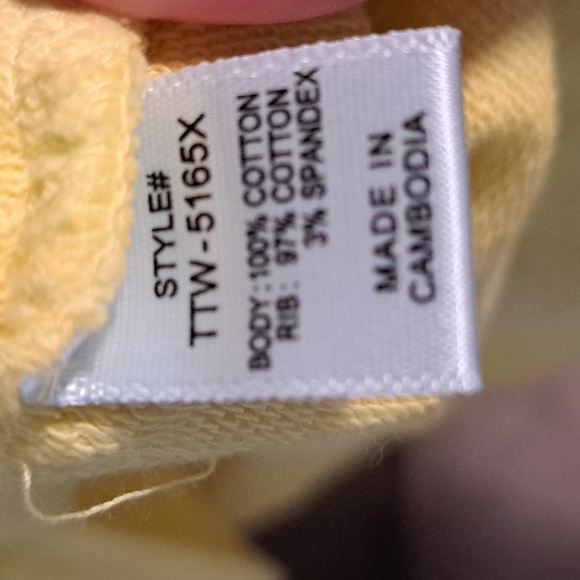 STYLE#
TTW-5165X
BODY: 100% COTTON
RIB: 97% COTTON
3% SPANDEX
MADE IN
CAMBODIA